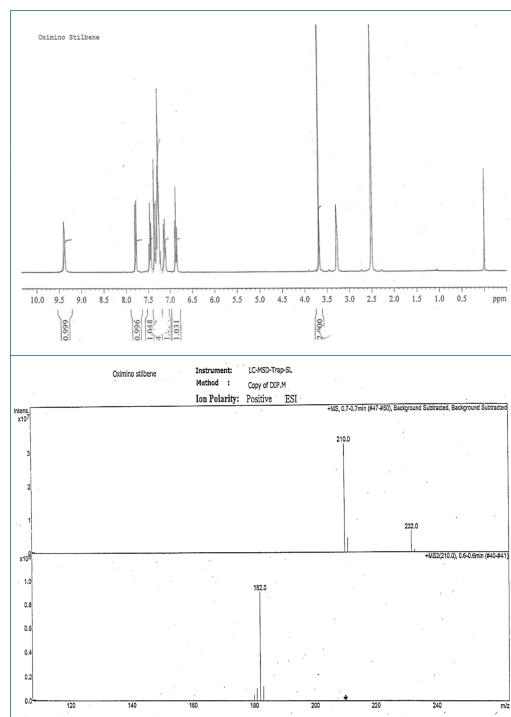 Oximino Stilbene
10.0 9.5 9.0 8.5 8.0 7.5 7.0 6.5 6.0 5.5 5.0 4.5 4.0 3.5 3.0 2.5 2.0 1.5 1.0 0.5 ppm
0.999 0.996 1.048 4 1.031 2.000
Oximino stilbene
Instrument: LC-MSD-Trap-SL
Method : Copy of DIP.M
Ion Polarity: Positive ESI
Intens.
+MS, 0.7-0.7min (#47-#50), Background Subtracted, Background Subtracted
x10
210.0
3
2
232.0
1
0
+MS2(210.0), 0.6-0.6min (#40-#41)
182.0
1.0
0.8
0.6
0.4
0.2
0.0
120 140 160 180 200 220 240 m/z